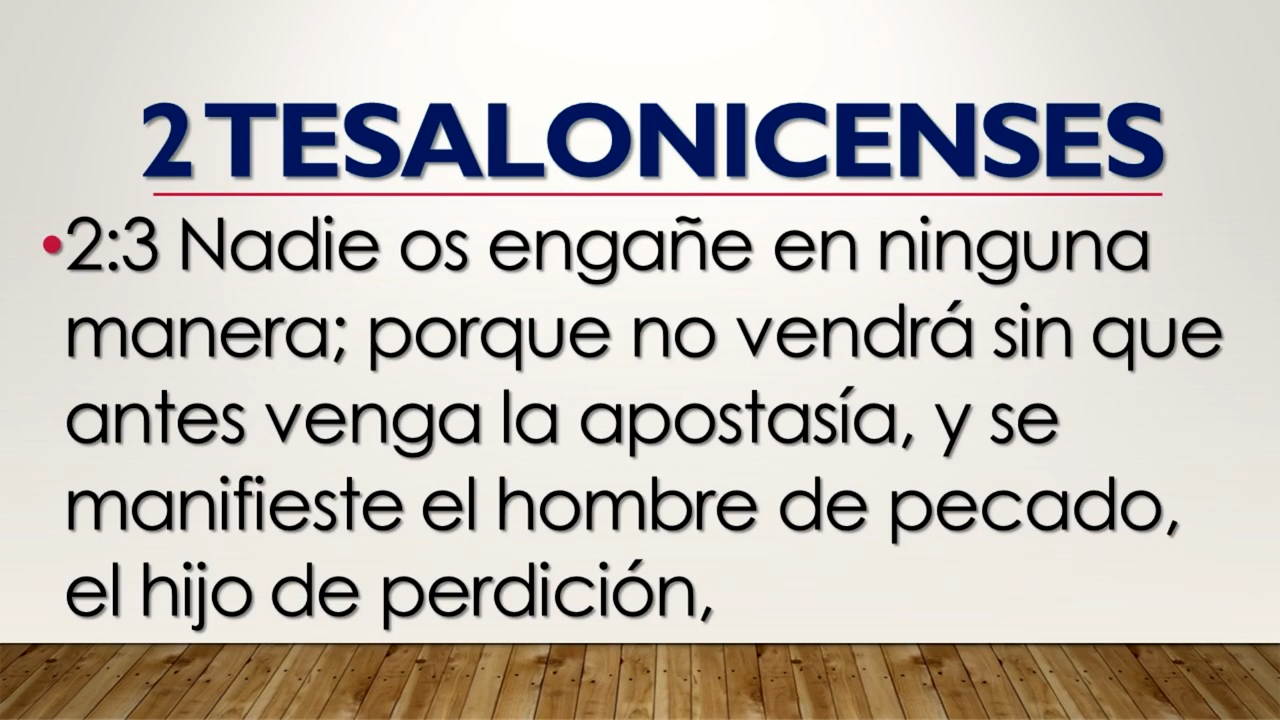 2 TESALONICENSES
•2:3 Nadie os engañe en ninguna
manera; porque no vendrá sin que
antes venga la apostasía, y se
manifieste el hombre de pecado,
el hijo de perdición,